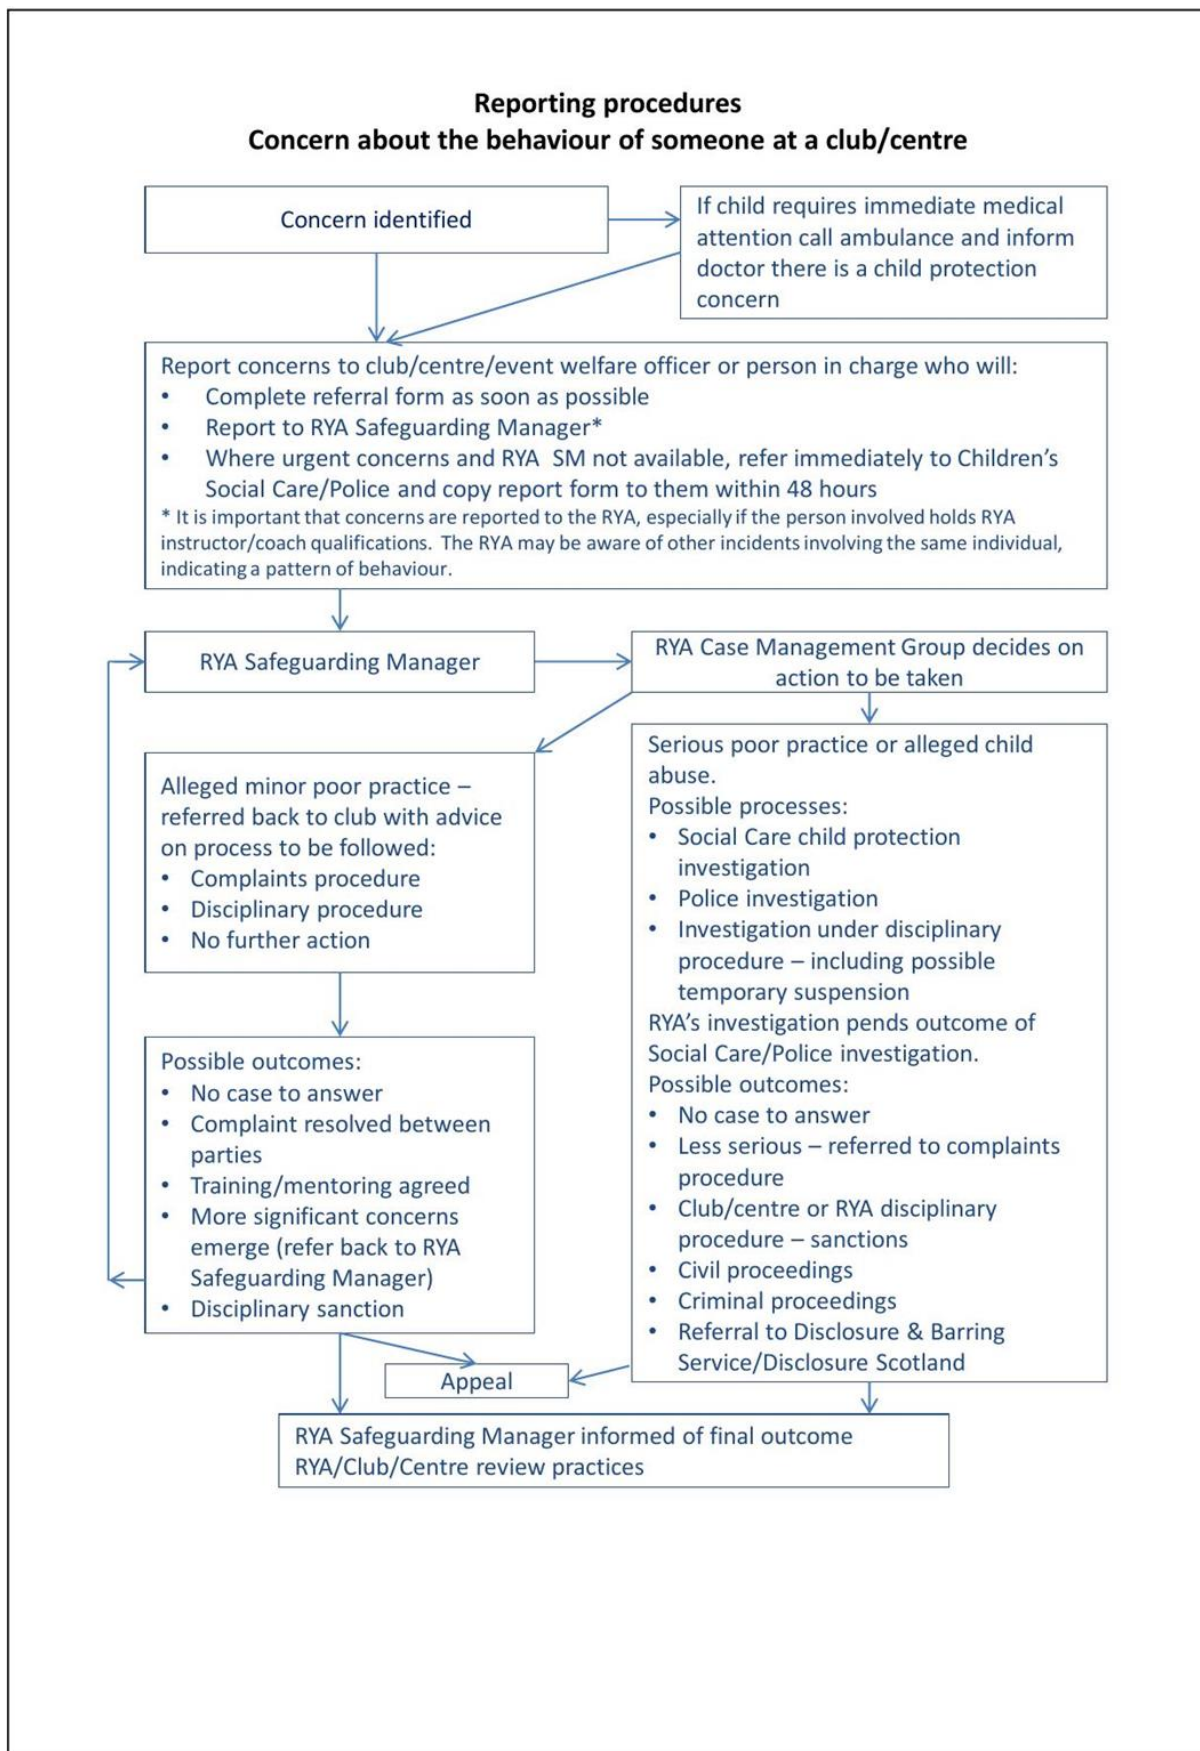 Reporting procedures
Concern about the behaviour of someone at a club/centre
Concern identified
If child requires immediate medical
attention call ambulance and inform
doctor there is a child protection
concern
Report concerns to club/centre/event welfare officer or person in charge who will:
• Complete referral form as soon as possible
• Report to RYA Safeguarding Manager*
• Where urgent concerns and RYA SM not available, refer immediately to Children's
Social Care/Police and copy report form to them within 48 hours
* It is important that concerns are reported to the RYA, especially if the person involved holds RYA
instructor/coach qualifications. The RYA may be aware of other incidents involving the same individual,
indicating a pattern of behaviour.
RYA Safeguarding Manager
RYA Case Management Group decides on
action to be taken
Alleged minor poor practice –
referred back to club with advice
on process to be followed:
• Complaints procedure
• Disciplinary procedure
• No further action
Serious poor practice or alleged child
abuse.
Possible processes:
• Social Care child protection
investigation
• Police investigation
• Investigation under disciplinary
procedure – including possible
temporary suspension
RYA's investigation pends outcome of
Social Care/Police investigation.
Possible outcomes:
• No case to answer
• Less serious – referred to complaints
procedure
• Club/centre or RYA disciplinary
procedure – sanctions
• Civil proceedings
• Criminal proceedings
• Referral to Disclosure & Barring
Service/Disclosure Scotland
Possible outcomes:
• No case to answer
• Complaint resolved between
parties
• Training/mentoring agreed
• More significant concerns
emerge (refer back to RYA
Safeguarding Manager)
• Disciplinary sanction
Appeal
RYA Safeguarding Manager informed of final outcome
RYA/Club/Centre review practices